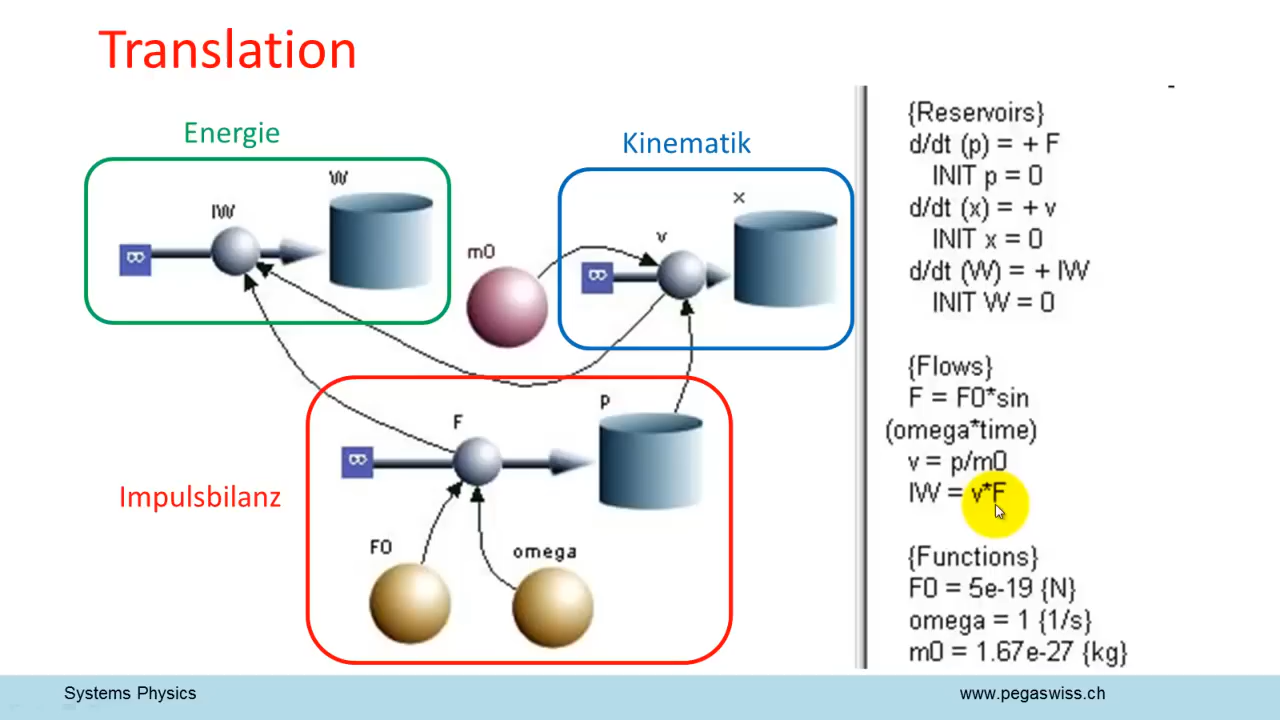 Translation
Energie
Kinematik
W
IW
x
v
m0
p
F
Impulsbilanz
F0
omega
{Reservoirs}
d/dt (p) = + F
INIT p = 0
d/dt (x) = + v
INIT x = 0
d/dt (W) = + IW
INIT W = 0
{Flows}
F = F0*sin
(omega*time)
v = p/m0
IW = v*F
{Functions}
F0 = 5e-19 {N}
omega = 1 {1/s}
m0 = 1.67e-27 {kg}
Systems Physics
www.pegaswiss.ch